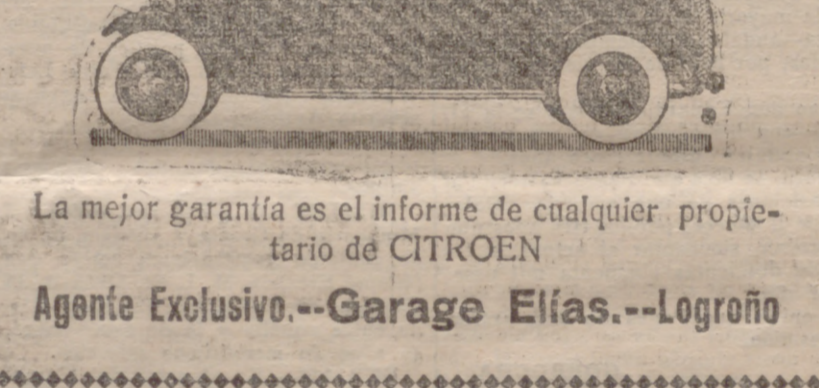 La mejor garantía es el informe de cualquier propie-
tario de CITROEN
Agente Exclusivo.--Garage Elías.--Logroño